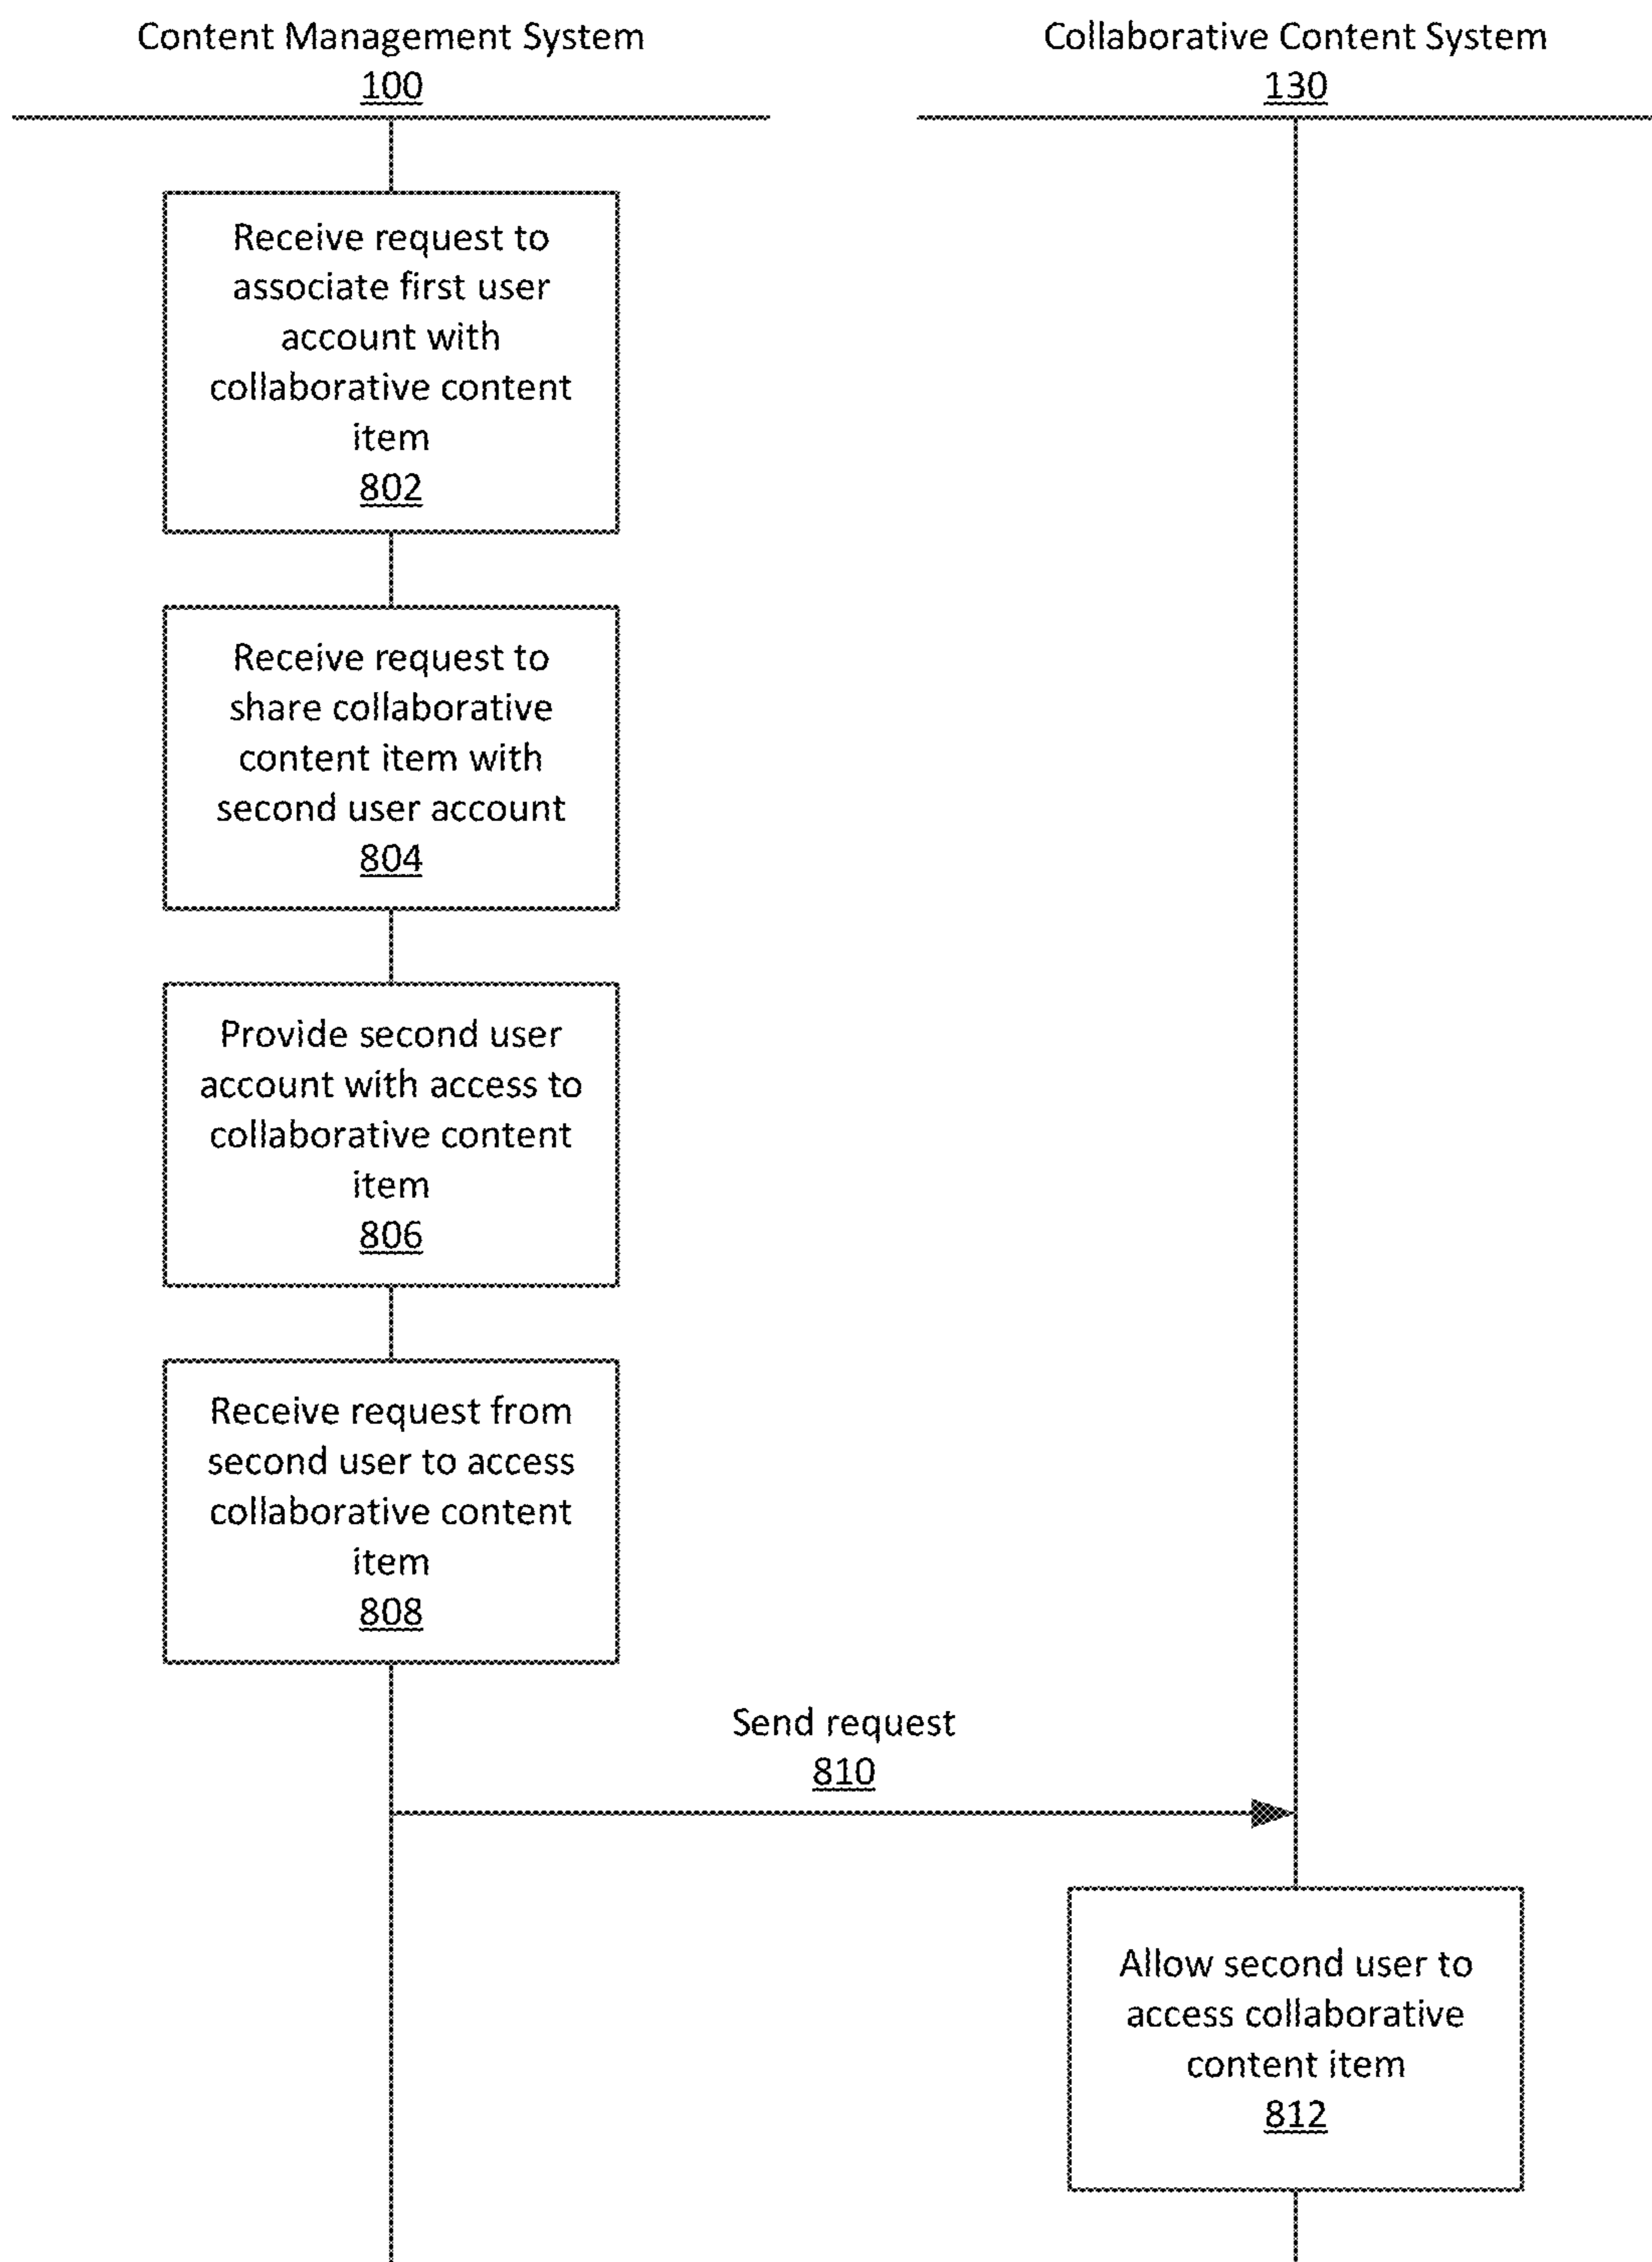 Content Management System
100
Collaborative Content System
130
Receive request to
associate first user
account with
collaborative content
item
802
Receive request to
share collaborative
content item with
second user account
804
Provide second user
account with access to
collaborative content
item
806
Receive request from
second user to access
collaborative content
item
808
Send request
810
Allow second user to
access collaborative
content item
812